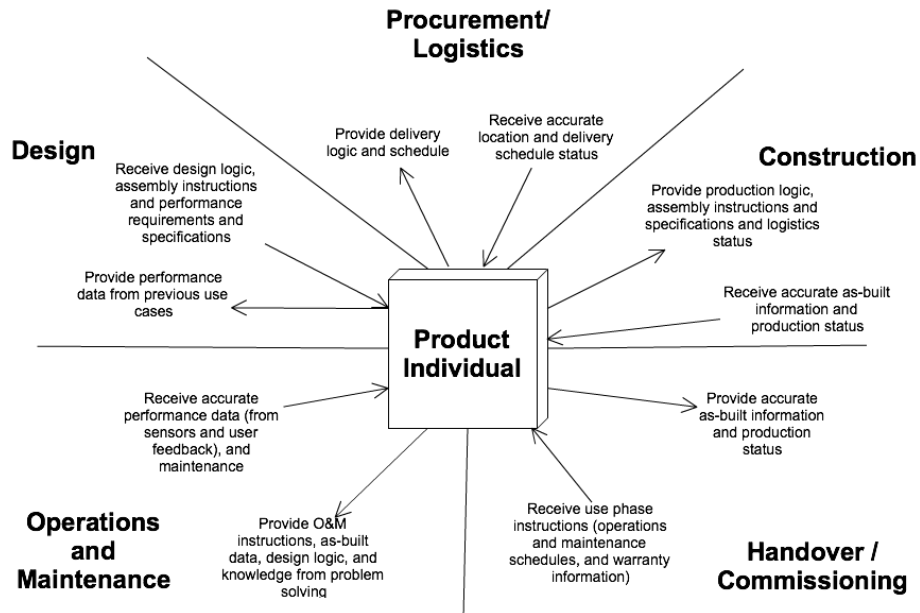 Procurement/
Logistics
Design
Construction
Provide delivery
logic and schedule
Receive accurate
location and delivery
schedule status
Receive design logic,
assembly instructions
and performance
requirements and
specifications
Provide production logic,
assembly instructions and
specifications and logistics
status
Provide performance
data from previous use
cases
Receive accurate as-built
information and
production status
Product
Individual
Receive accurate
performance data (from
sensors and user
feedback), and
maintenance
Provide accurate
as-built information
and production
status
Operations
and
Maintenance
Provide O&M
instructions, as-built
data, design logic, and
knowledge from problem
solving
Receive use phase
instructions (operations
and maintenance
schedules, and warranty
information)
Handover /
Commissioning